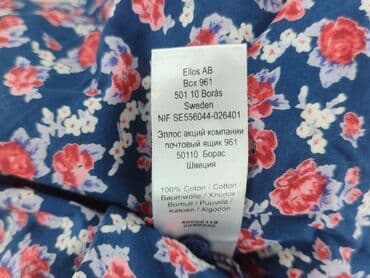 Ellos AB
Box 961
501 10 Borås
Sweden
NIF SE556044-026401
Эллос акций компании
почтовый ящик 961
50110 Борас
Швеция
100% Coton / Cotton /
Baumwolle / Хлопок /
Bomull / Puuvilla /
Katoen / Algodón